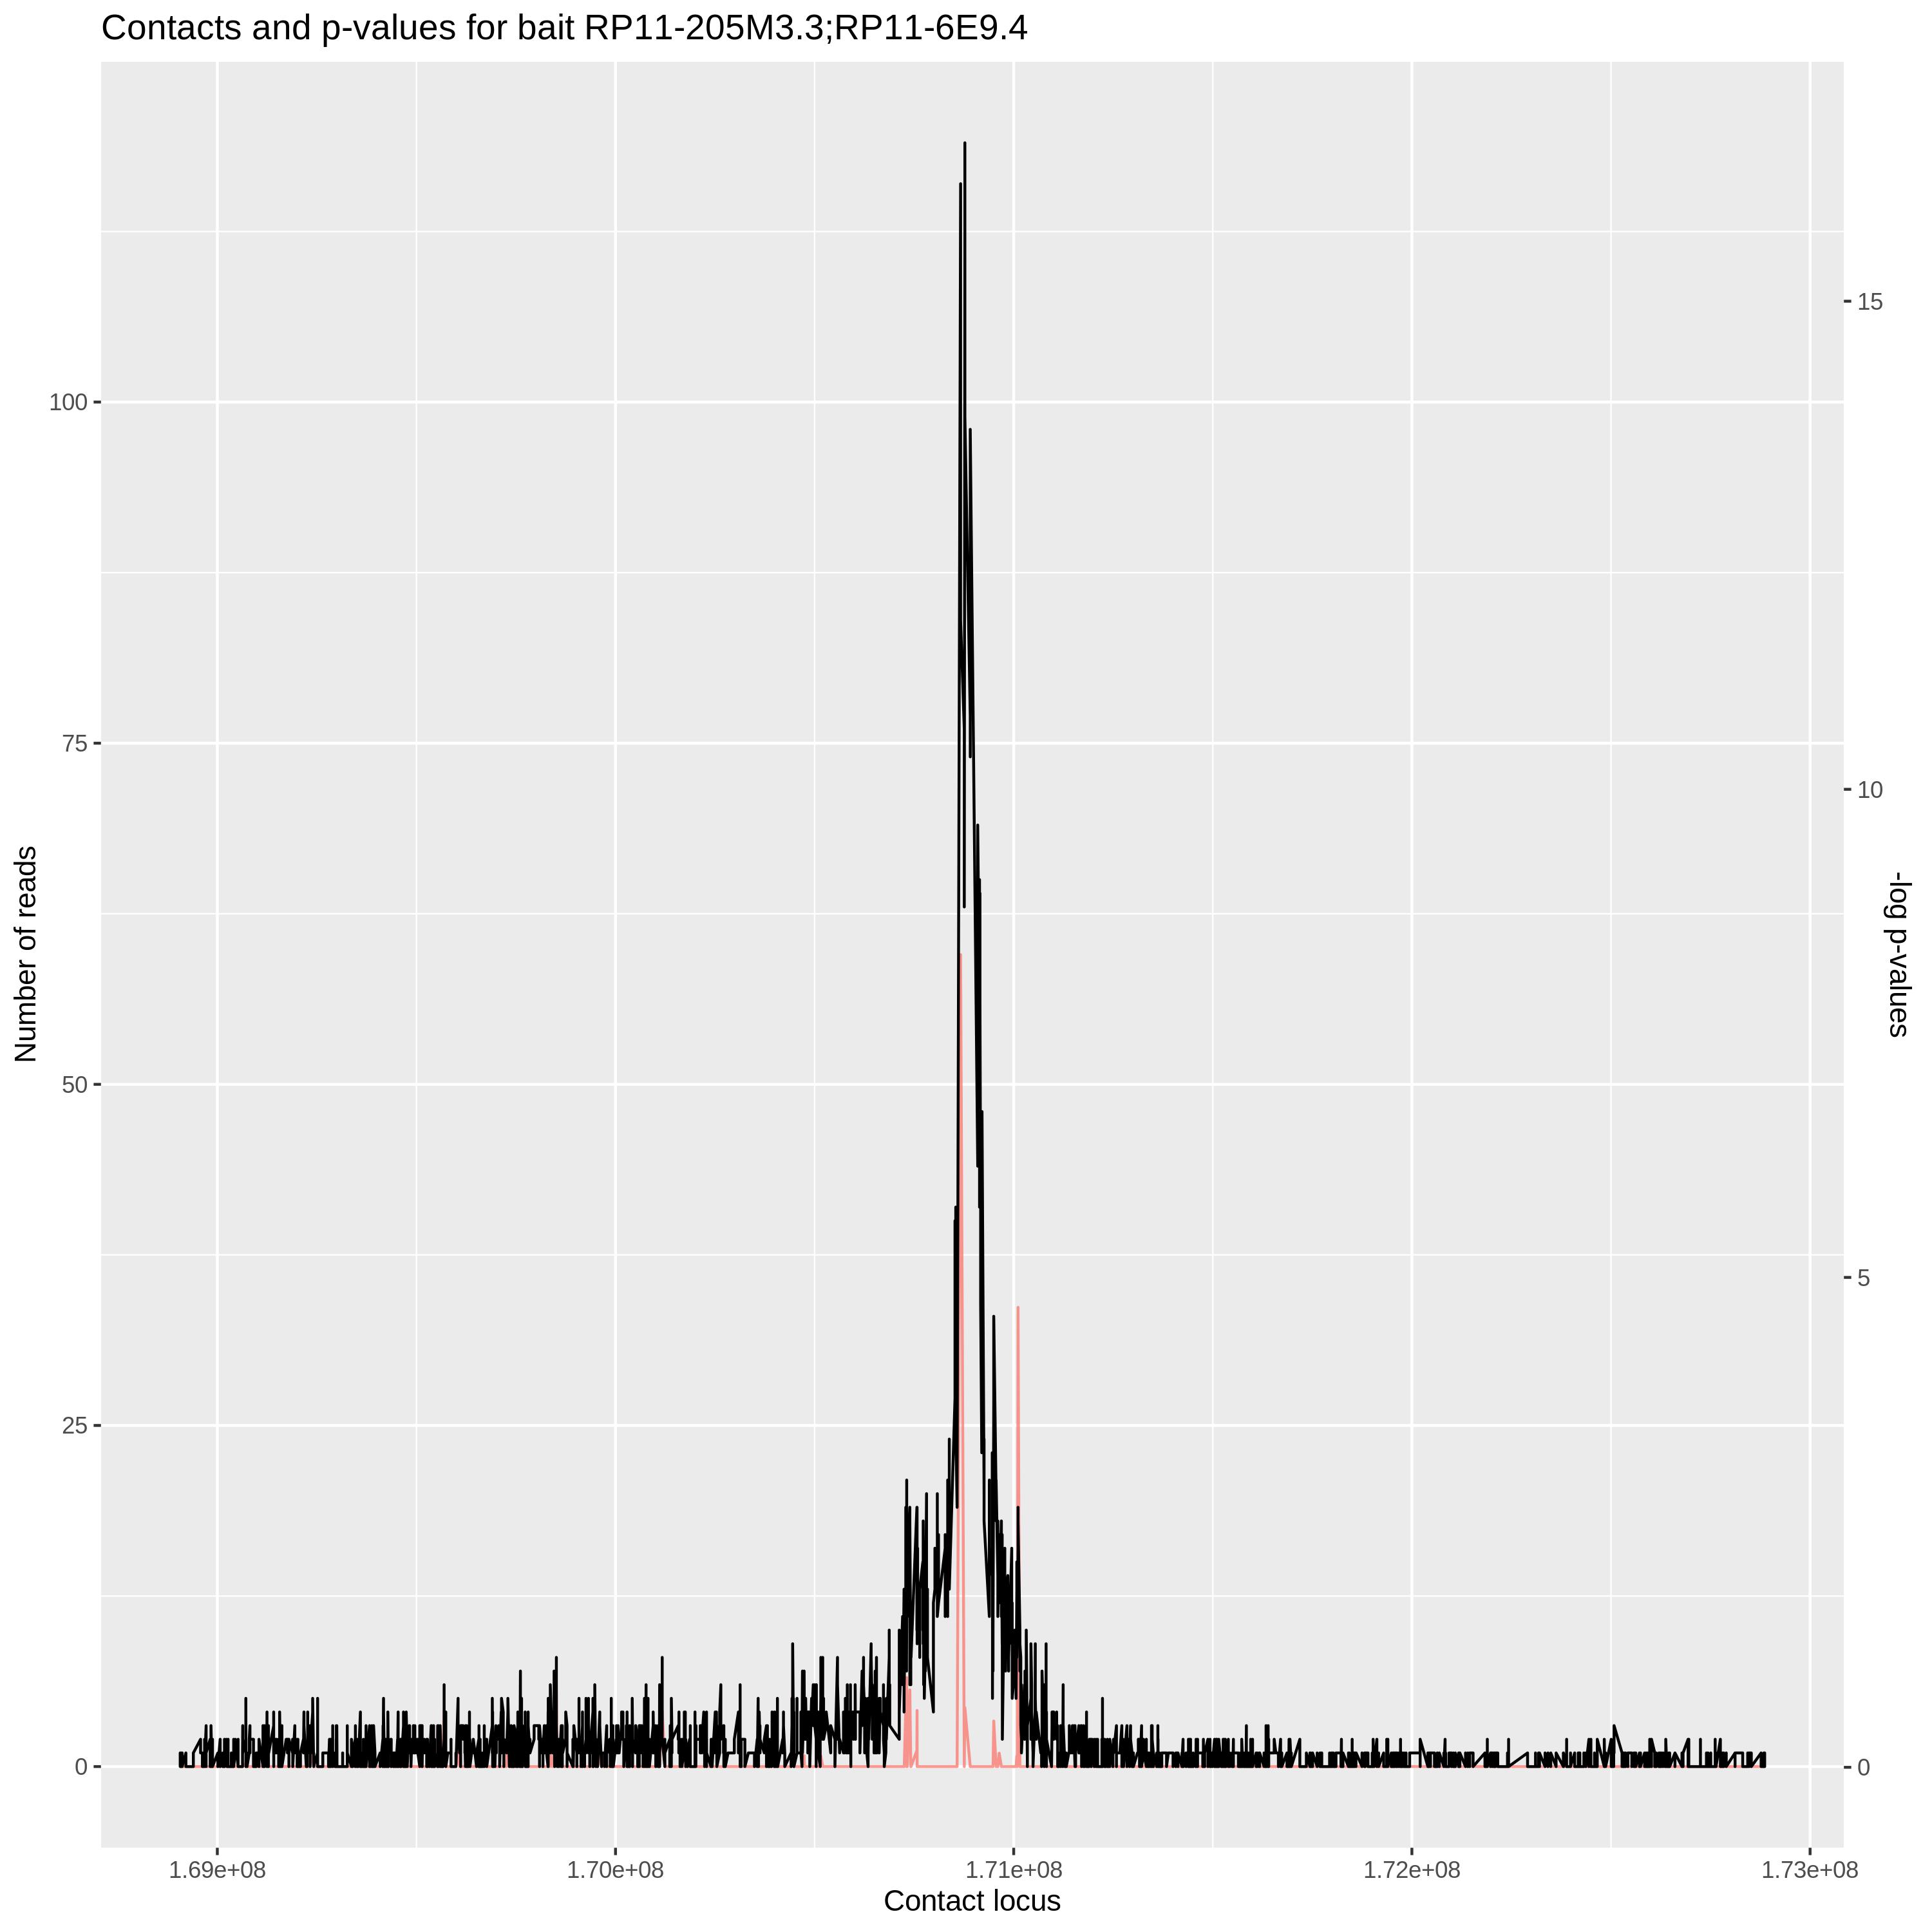 Contacts and p-values for bait RP11-205M3.3;RP11-6E9.4
Number of reads
100
75
50
25
0
15
10
5
0
-log p-values
1.69e+08 1.70e+08 1.71e+08 1.72e+08 1.73e+08
Contact locus